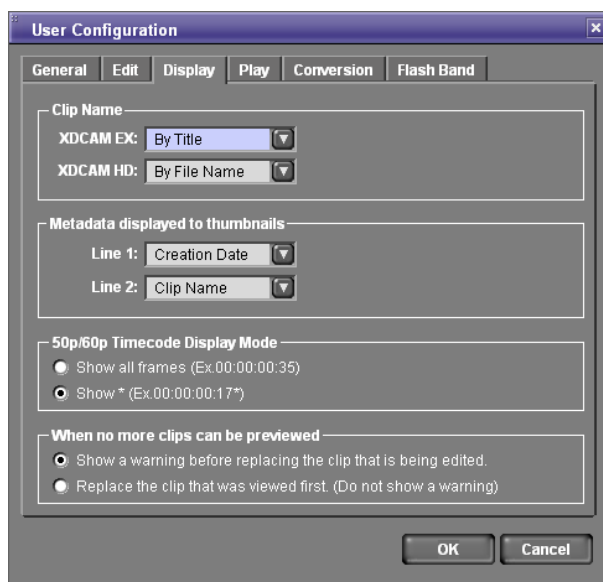 User Configuration
General Edit Display Play Conversion Flash Band
Clip Name
XDCAM EX: By Title
XDCAM HD: By File Name
Metadata displayed to thumbnails
Line 1: Creation Date
Line 2: Clip Name
50p/60p Timecode Display Mode
Show all frames (Ex.00:00:00:35)
Show * (Ex.00:00:00:17*)
When no more clips can be previewed
Show a warning before replacing the clip that is being edited.
Replace the clip that was viewed first. (Do not show a warning)
OK Cancel